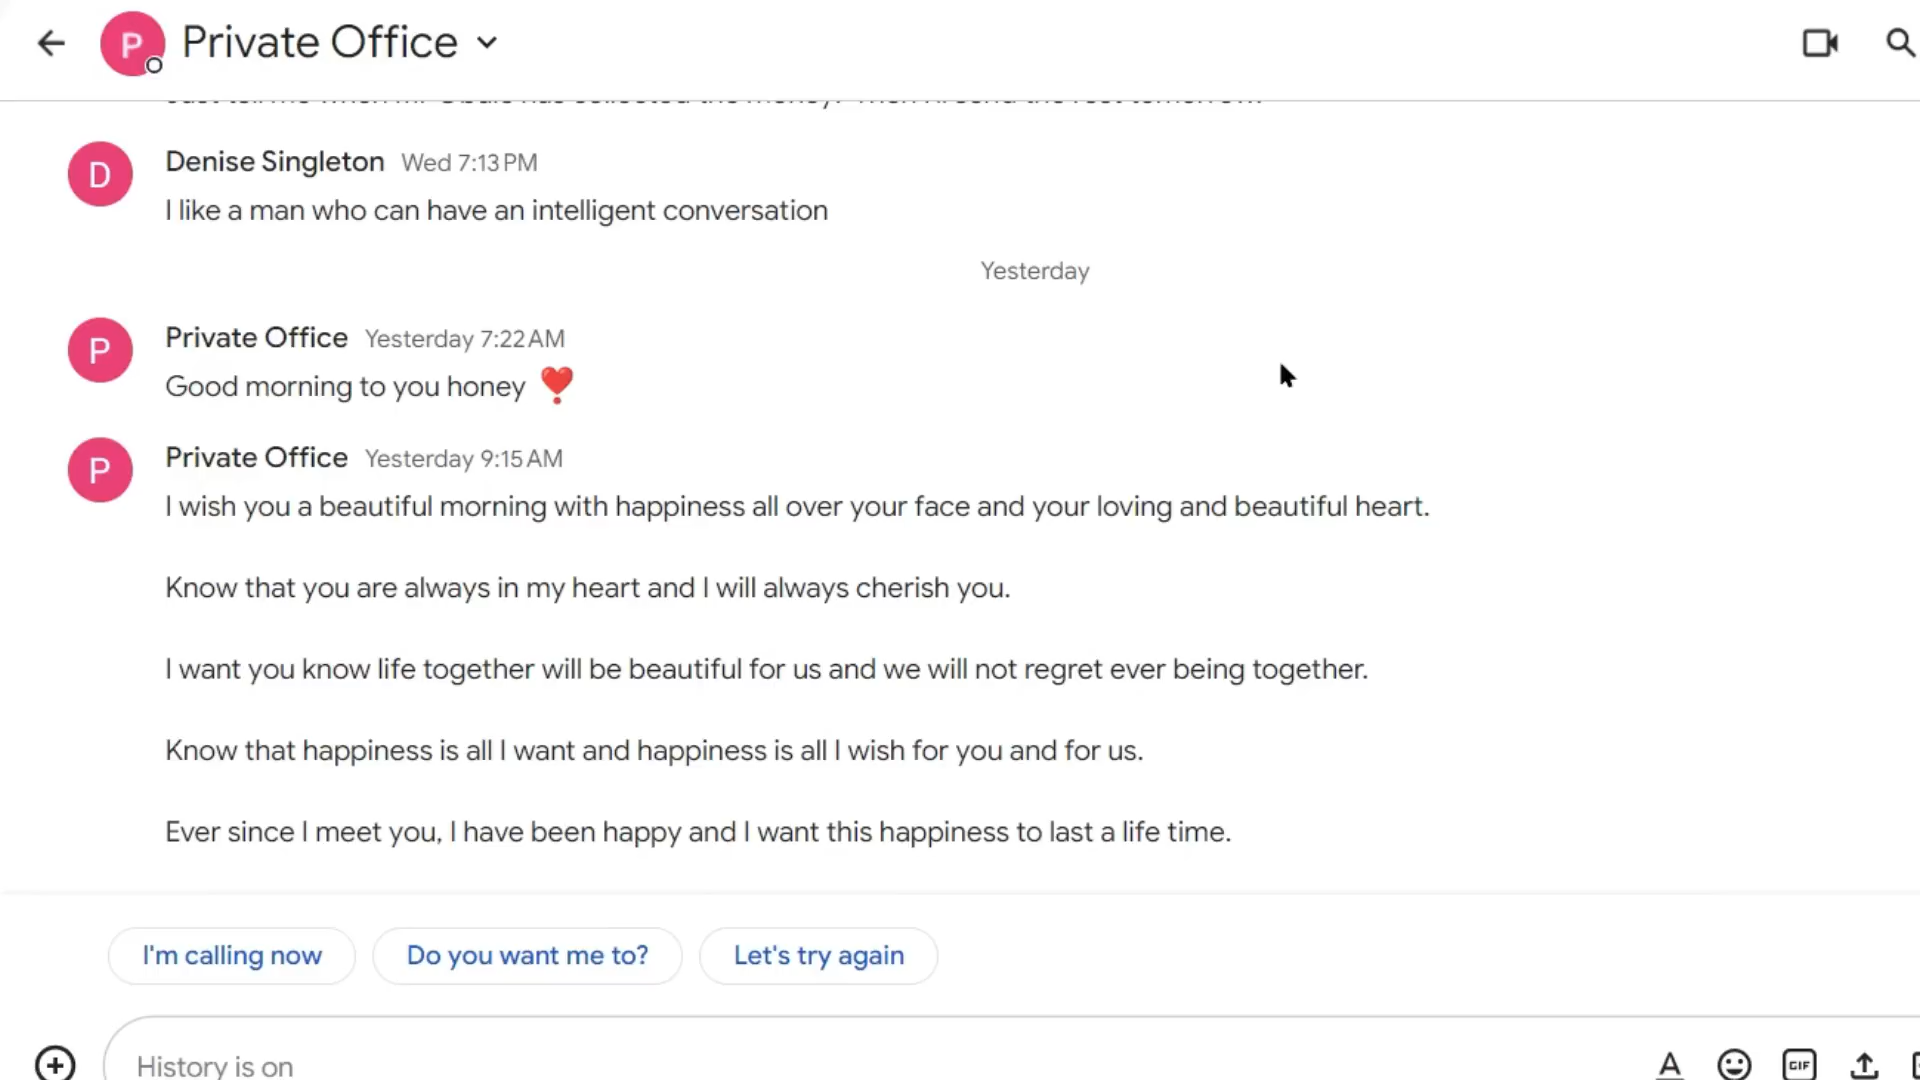 P Private Office
Denise Singleton Wed 7:13 PM
D
I like a man who can have an intelligent conversation
Yesterday
Private Office Yesterday 7:22 AM
P
Good morning to you honey ❣️
Private Office Yesterday 9:15 AM
P
I wish you a beautiful morning with happiness all over your face and your loving and beautiful heart.
Know that you are always in my heart and I will always cherish you.
I want you know life together will be beautiful for us and we will not regret ever being together.
Know that happiness is all I want and happiness is all I wish for you and for us.
Ever since I meet you, I have been happy and I want this happiness to last a life time.
I'm calling now Do you want me to? Let's try again
History is on A GIF